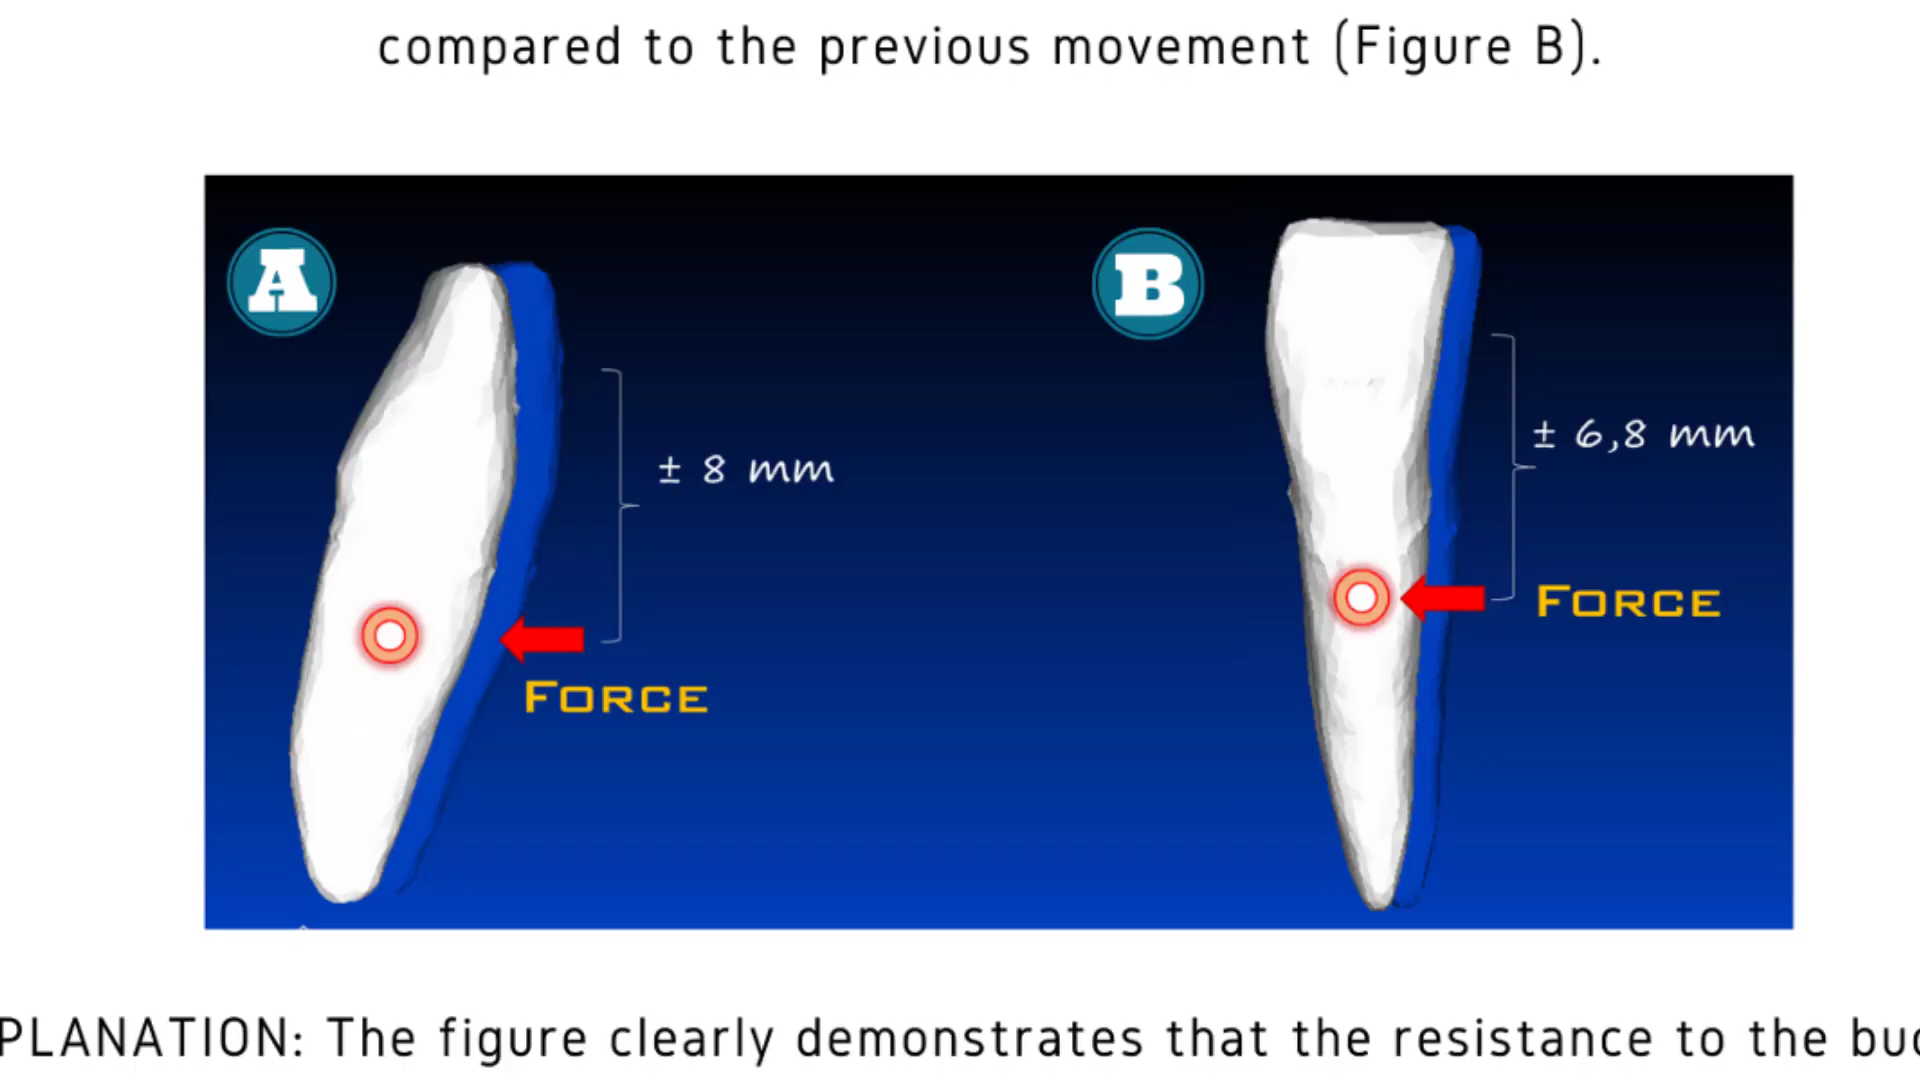 compared to the previous movement (Figure B).
A
B
± 8 mm
± 6,8 mm
FORCE
FORCE
PLANATION: The figure clearly demonstrates that the resistance to the buc